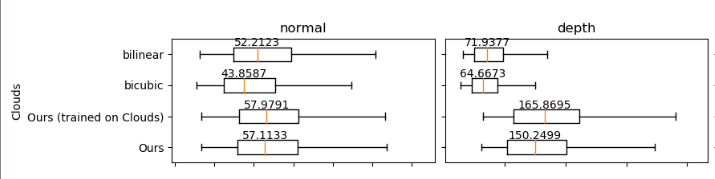 normal
depth
Clouds
bilinear 52.2123 71.9377
bicubic 43.8587 64.6673
Ours (trained on Clouds) 57.9791 165.8695
Ours 57.1133 150.2499